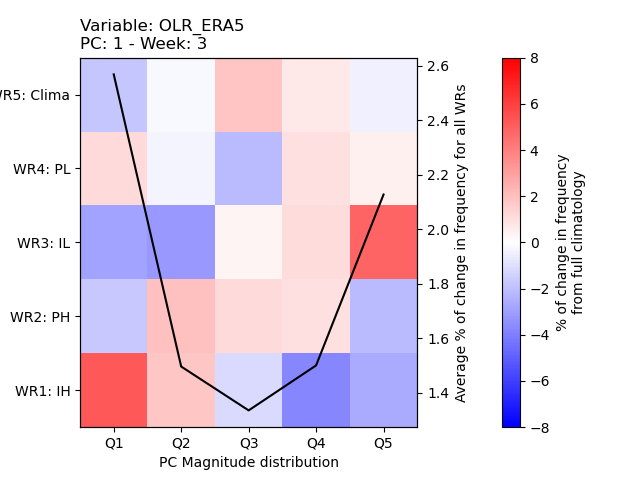 Variable: OLR_ERA5
PC: 1 - Week: 3
WR5: Clima
WR4: PL
WR3: IL
WR2: PH
WR1: IH
Q1 Q2 Q3 Q4 Q5
PC Magnitude distribution
2.6
2.4
2.2
2.0
1.8
1.6
1.4
Average % of change in frequency for all WRs
8
6
4
2
0
−2
−4
−6
−8
% of change in frequency
from full climatology